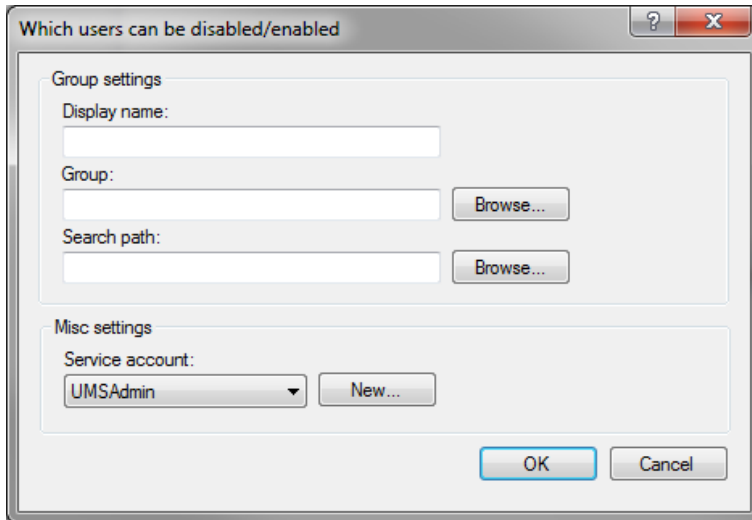 Which users can be disabled/enabled
?
X
Group settings
Display name:
Group:
Browse...
Search path:
Browse...
Misc settings
Service account:
UMSAdmin
New...
OK
Cancel